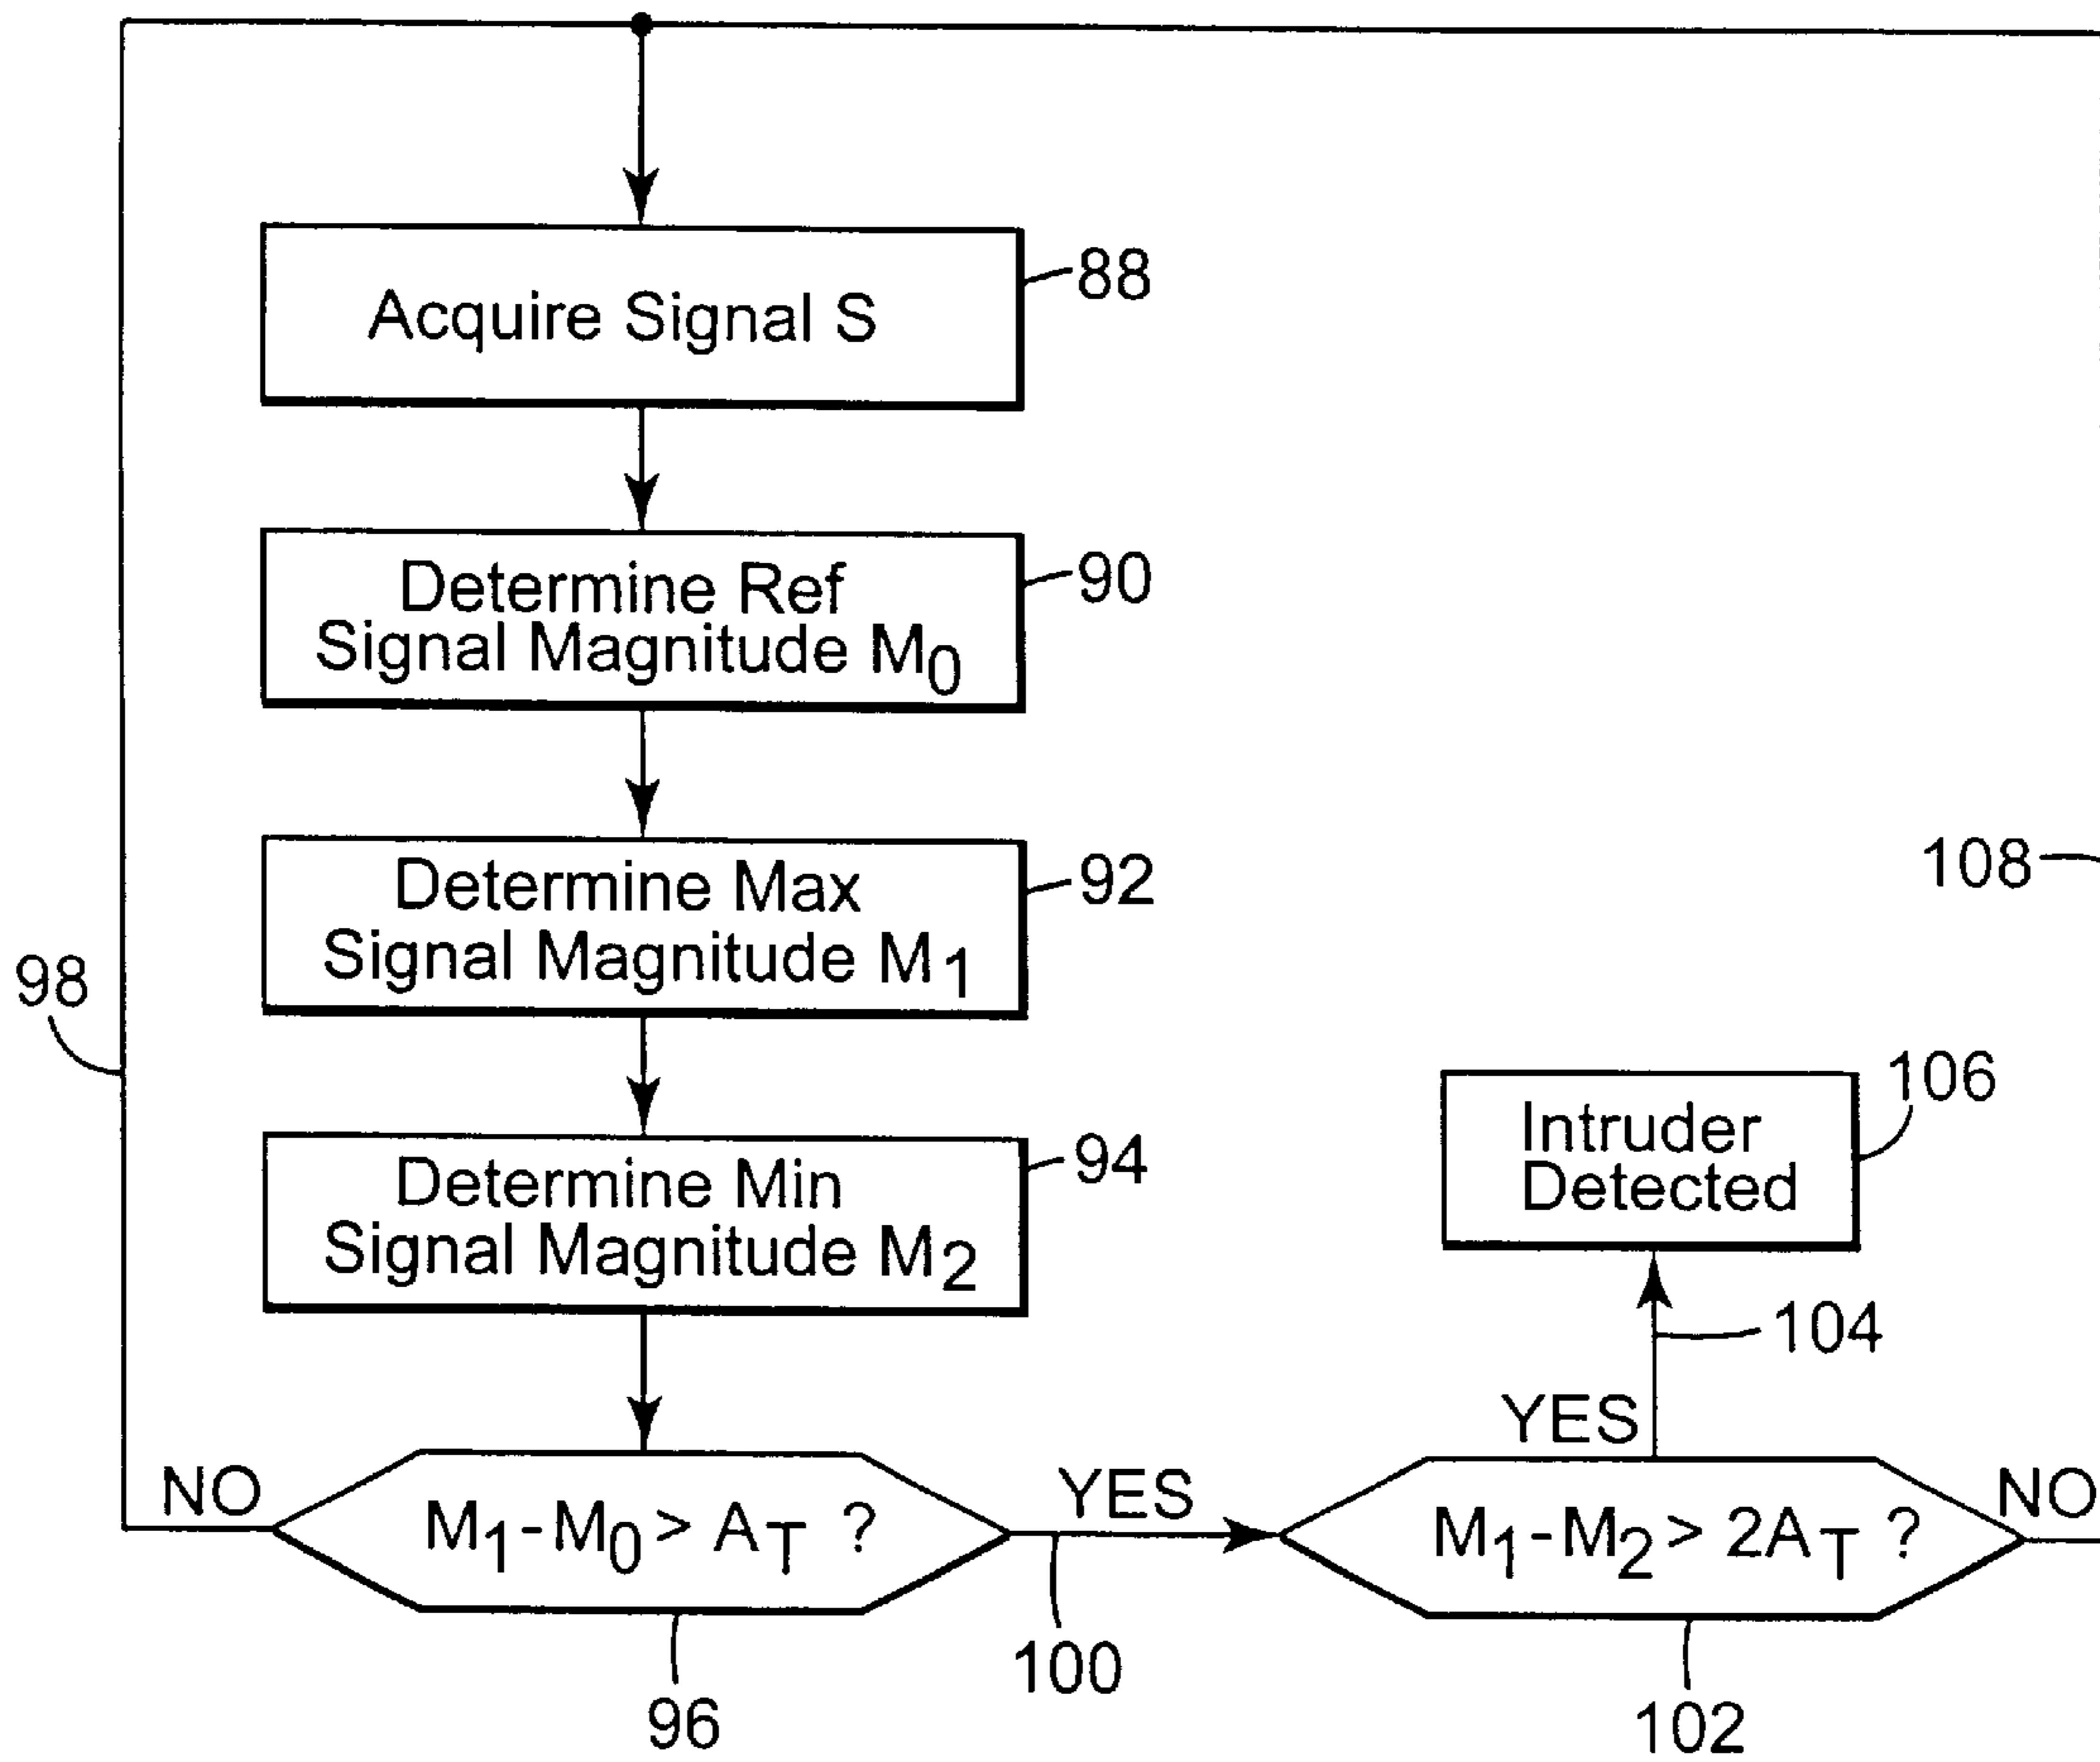 Acquire Signal S
88
Determine Ref
Signal Magnitude M₀
90
Determine Max
Signal Magnitude M₁
92
108
98
Determine Min
Signal Magnitude M₂
94
Intruder
Detected
106
104
YES
NO
M₁-M₀ > A_T ?
YES
M₁-M₂ > 2A_T ?
NO
100
96
102